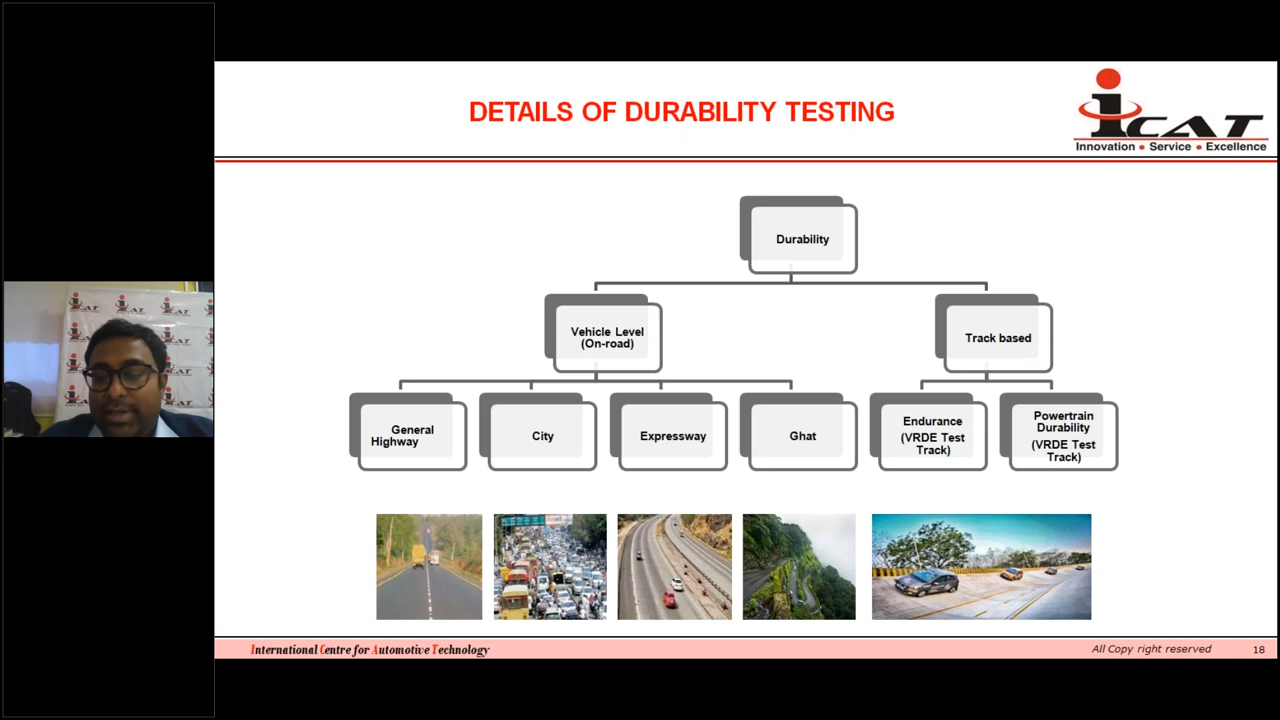 DETAILS OF DURABILITY TESTING
iCAT
Innovation • Service • Excellence
Durability
Vehicle Level
(On-road)
Track based
General
Highway
City
Expressway
Ghat
Endurance
(VRDE Test
Track)
Powertrain
Durability
(VRDE Test
Track)
International Centre for Automotive Technology
All Copy right reserved
18